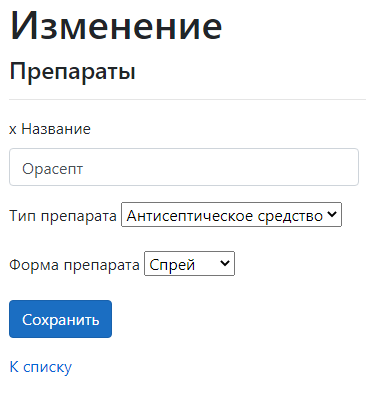 Изменение
Препараты
х Название
Орасепт
Тип препарата Антисептическое средство
Форма препарата Спрей
Сохранить
К списку